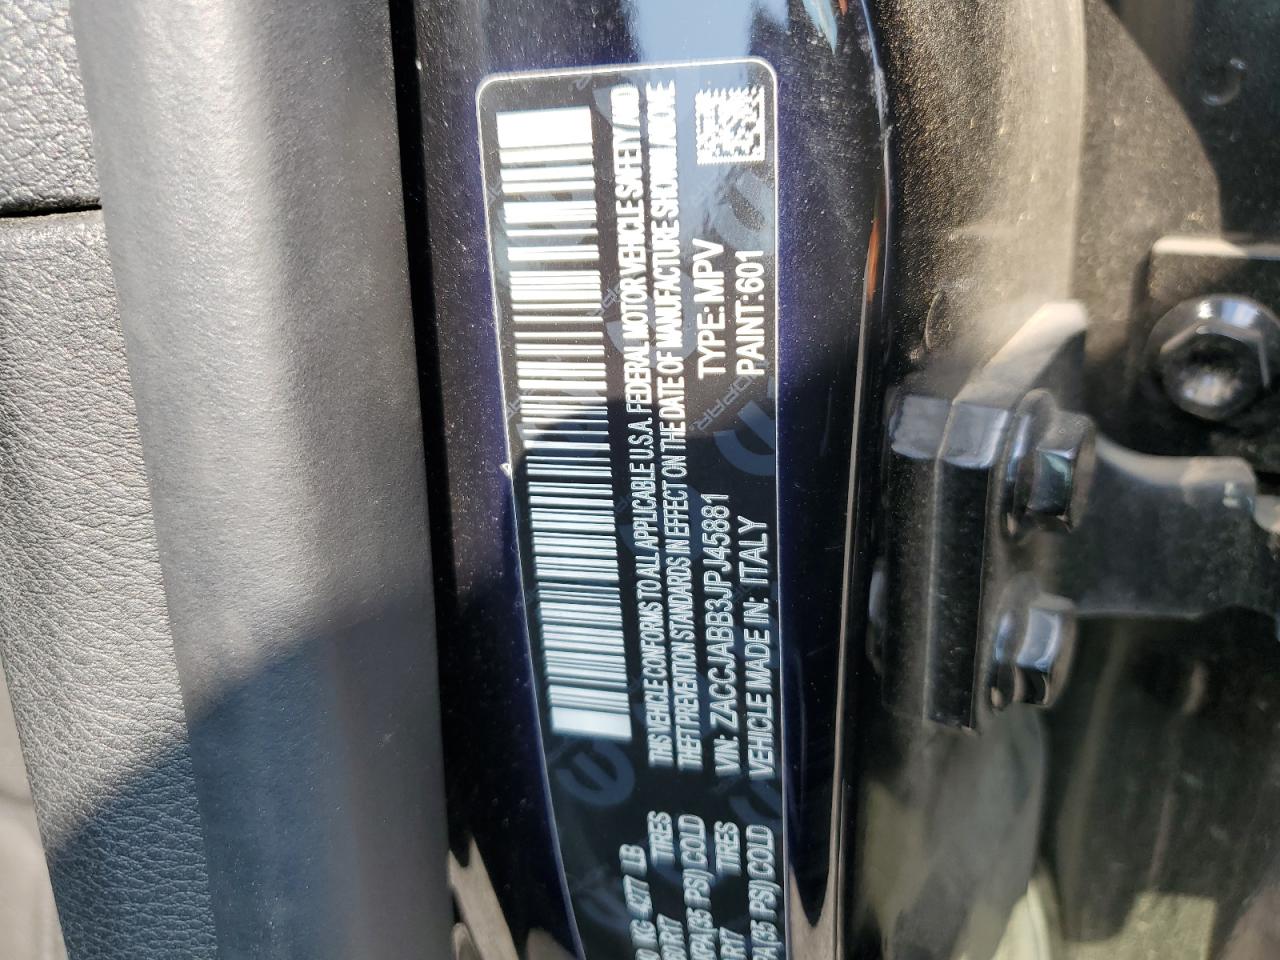 THIS VEHICLE CONFORMS TO ALL APPLICABLE U.S.A. FEDERAL MOTOR VEHICLE SAFETY AND
THEFT PREVENTION STANDARDS IN EFFECT ON THE DATE OF MANUFACTURE SHOWN ABOVE
VIN: ZACCJABB3JPJ45881
TYPE: MPV
VEHICLE MADE IN: ITALY
PAINT:601
KG 427 LB
TIRES
(35 PSI) COLD
TIRES
(35 PSI) COLD